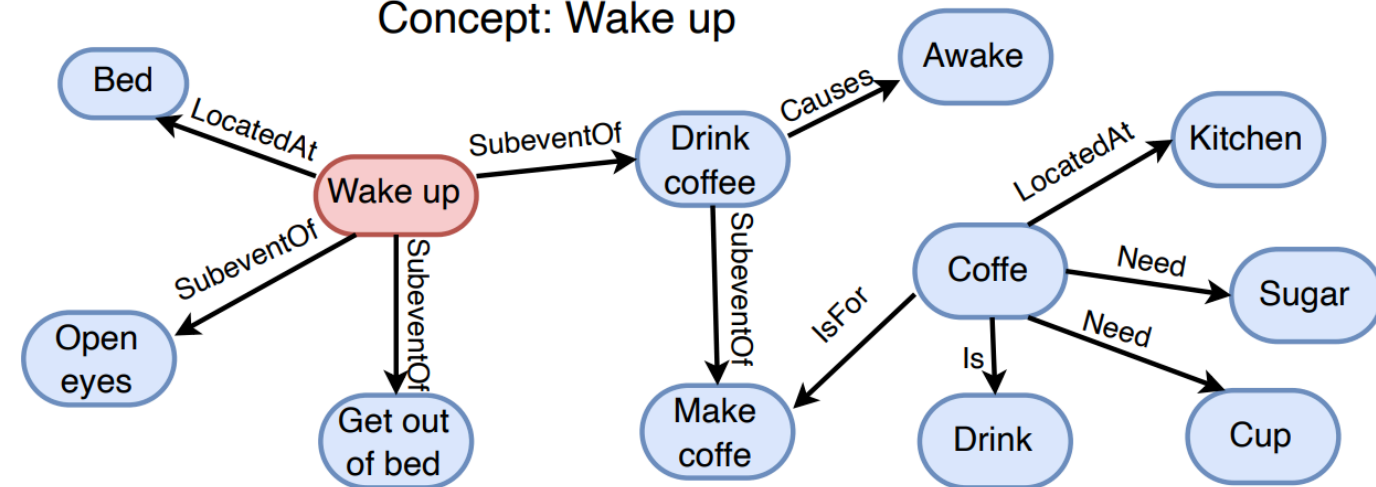 Concept: Wake up
Bed
LocatedAt
Wake up
SubeventOf
Drink
coffee
Causes
Awake
LocatedAt
Kitchen
SubeventOf
Open
eyes
SubeventOf
Get out
of bed
SubeventOf
Make
coffe
IsFor
Coffe
Need
Sugar
Need
Cup
Is
Drink